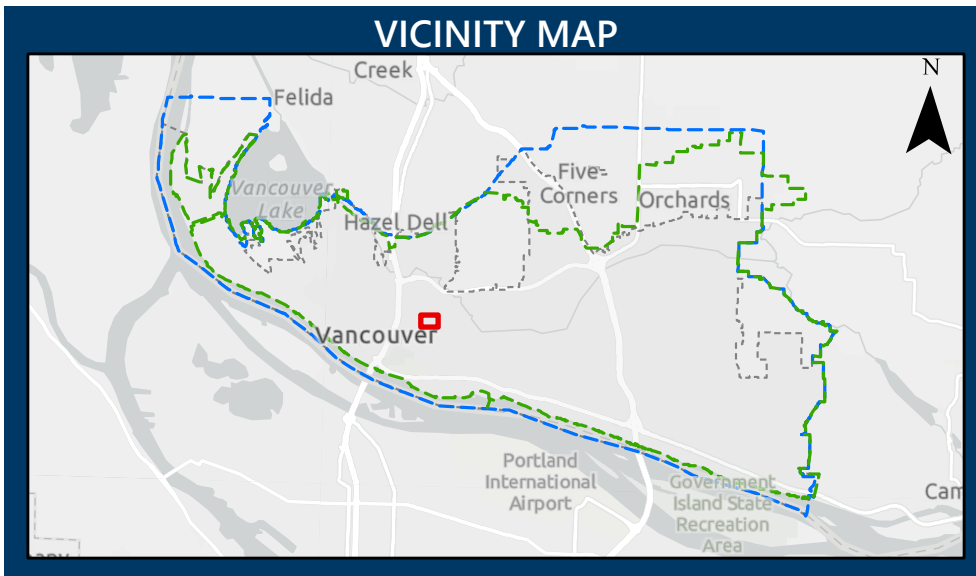 VICINITY MAP
N
Creek
Felida
Five
Corners
Vancouver
Lake
Orchards
Hazel Dell
Vancouver
Portland
International
Airport
Government
Island State
Recreation
Area
Cam